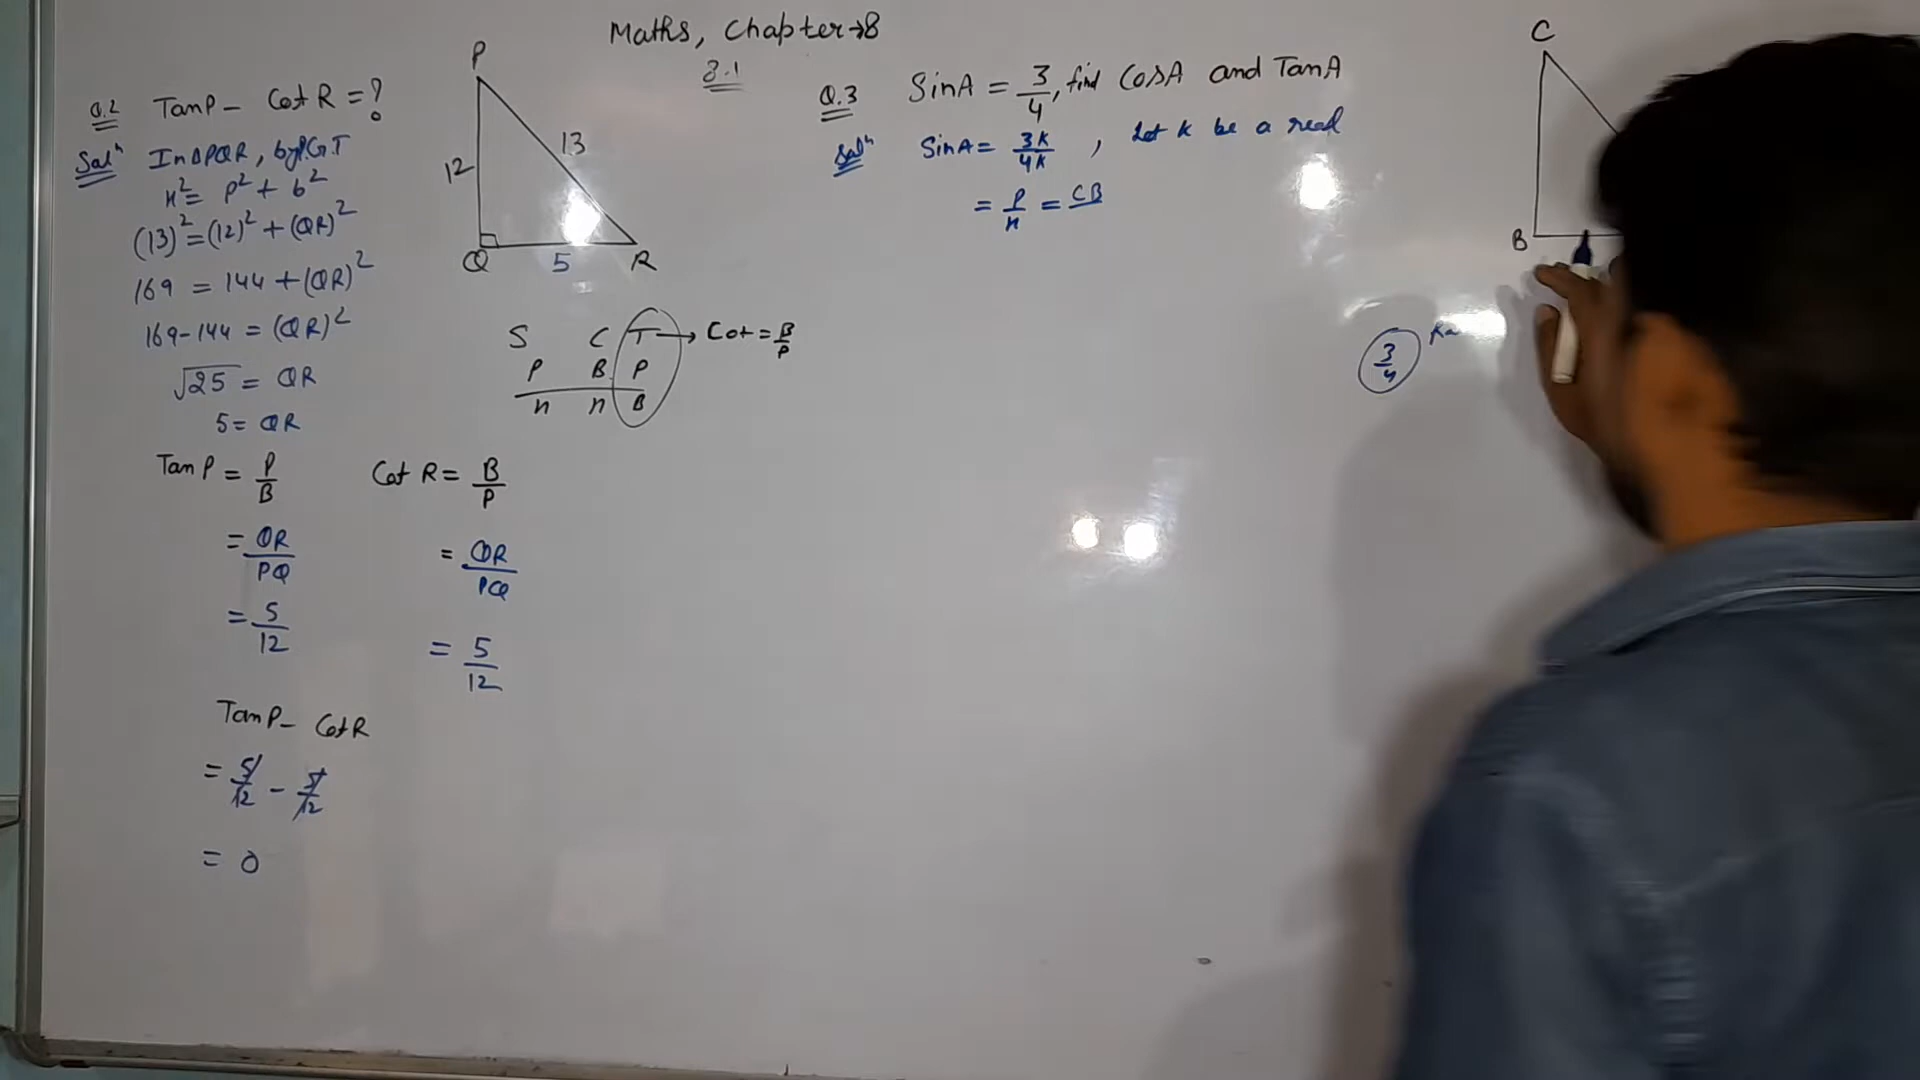 Maths, Chapter→8
8.1
Q.2 TanP - Cot R = ?
Solⁿ In Δ PQR, by P.G.T
H² = P² + b²
(13)² = (12)² + (QR)²
169 = 144 + (QR)²
169-144 = (QR)²
√25 = QR
5 = QR
Tan P = P/B
= QR/PQ
= 5/12
Cot R = B/P
= QR/PQ
= 5/12
TanP - CotR
= 5/12 - 5/12
= 0
P
12
13
Q 5 R
S C T → Cot = B/P
P B P
H H B
Q.3 SinA = 3/4, find CosA and TanA
Solⁿ SinA = 3K/4K , Let K be a real
= P/H = CB
C
B
3/4